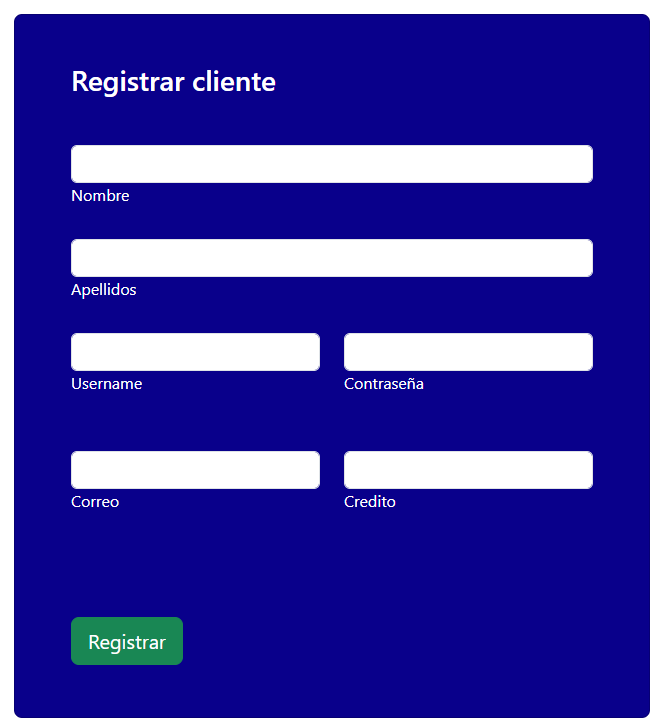 Registrar cliente
Nombre
Apellidos
Username Contraseña
Correo Credito
Registrar